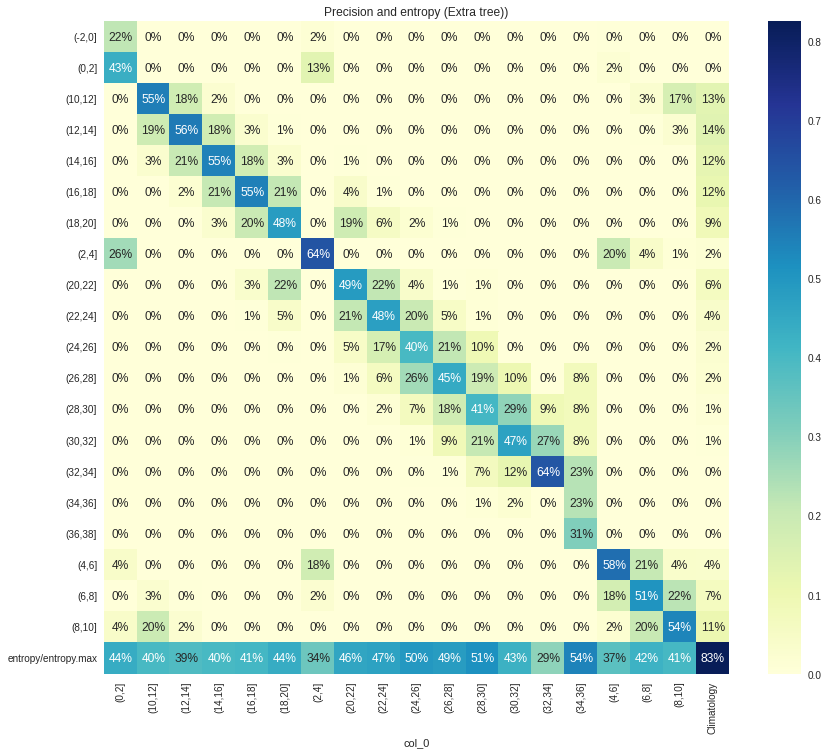 Precision and entropy (Extra tree))
(-2,0] 22% 0% 0% 0% 0% 0% 2% 0% 0% 0% 0% 0% 0% 0% 0% 0% 0% 0% 0%
(0,2] 43% 0% 0% 0% 0% 0% 13% 0% 0% 0% 0% 0% 0% 0% 0% 2% 0% 0% 0%
(10,12] 0% 55% 18% 2% 0% 0% 0% 0% 0% 0% 0% 0% 0% 0% 0% 0% 3% 17% 13%
(12,14] 0% 19% 56% 18% 3% 1% 0% 0% 0% 0% 0% 0% 0% 0% 0% 0% 0% 3% 14%
(14,16] 0% 3% 21% 55% 18% 3% 0% 1% 0% 0% 0% 0% 0% 0% 0% 0% 0% 0% 12%
(16,18] 0% 0% 2% 21% 55% 21% 0% 4% 1% 0% 0% 0% 0% 0% 0% 0% 0% 0% 12%
(18,20] 0% 0% 0% 3% 20% 48% 0% 19% 6% 2% 1% 0% 0% 0% 0% 0% 0% 0% 9%
(2,4] 26% 0% 0% 0% 0% 0% 64% 0% 0% 0% 0% 0% 0% 0% 0% 20% 4% 1% 2%
(20,22] 0% 0% 0% 0% 3% 22% 0% 49% 22% 4% 1% 1% 0% 0% 0% 0% 0% 0% 6%
(22,24] 0% 0% 0% 0% 1% 5% 0% 21% 48% 20% 5% 1% 0% 0% 0% 0% 0% 0% 4%
(24,26] 0% 0% 0% 0% 0% 0% 0% 5% 17% 40% 21% 10% 0% 0% 0% 0% 0% 0% 2%
(26,28] 0% 0% 0% 0% 0% 0% 0% 1% 6% 26% 45% 19% 10% 0% 8% 0% 0% 0% 2%
(28,30] 0% 0% 0% 0% 0% 0% 0% 0% 2% 7% 18% 41% 29% 9% 8% 0% 0% 0% 1%
(30,32] 0% 0% 0% 0% 0% 0% 0% 0% 0% 1% 9% 21% 47% 27% 8% 0% 0% 0% 1%
(32,34] 0% 0% 0% 0% 0% 0% 0% 0% 0% 0% 1% 7% 12% 64% 23% 0% 0% 0% 0%
(34,36] 0% 0% 0% 0% 0% 0% 0% 0% 0% 0% 0% 1% 2% 0% 23% 0% 0% 0% 0%
(36,38] 0% 0% 0% 0% 0% 0% 0% 0% 0% 0% 0% 0% 0% 0% 31% 0% 0% 0% 0%
(4,6] 4% 0% 0% 0% 0% 0% 18% 0% 0% 0% 0% 0% 0% 0% 0% 58% 21% 4% 4%
(6,8] 0% 3% 0% 0% 0% 0% 2% 0% 0% 0% 0% 0% 0% 0% 0% 18% 51% 22% 7%
(8,10] 4% 20% 2% 0% 0% 0% 0% 0% 0% 0% 0% 0% 0% 0% 0% 2% 20% 54% 11%
entropy/entropy.max 44% 40% 39% 40% 41% 44% 34% 46% 47% 50% 49% 51% 43% 29% 54% 37% 42% 41% 83%
(0,2] (10,12] (12,14] (14,16] (16,18] (18,20] (2,4] (20,22] (22,24] (24,26] (26,28] (28,30] (30,32] (32,34] (34,36] (4,6] (6,8] (8,10] Climatology
col_0
0.8
0.7
0.6
0.5
0.4
0.3
0.2
0.1
0.0